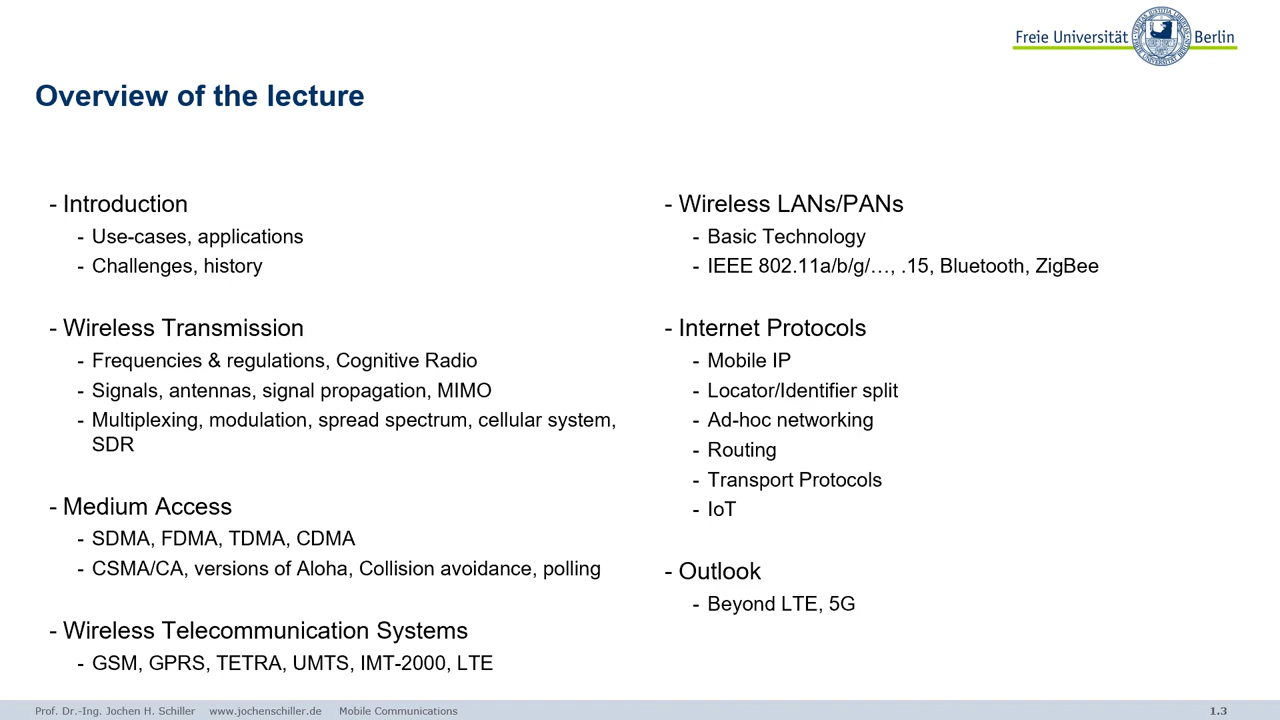 Freie Universität Berlin
Overview of the lecture
- Introduction
- Use-cases, applications
- Challenges, history
- Wireless Transmission
- Frequencies & regulations, Cognitive Radio
- Signals, antennas, signal propagation, MIMO
- Multiplexing, modulation, spread spectrum, cellular system,
SDR
- Medium Access
- SDMA, FDMA, TDMA, CDMA
- CSMA/CA, versions of Aloha, Collision avoidance, polling
- Wireless Telecommunication Systems
- GSM, GPRS, TETRA, UMTS, IMT-2000, LTE
- Wireless LANs/PANs
- Basic Technology
- IEEE 802.11a/b/g/…, .15, Bluetooth, ZigBee
- Internet Protocols
- Mobile IP
- Locator/Identifier split
- Ad-hoc networking
- Routing
- Transport Protocols
- IoT
- Outlook
- Beyond LTE, 5G
Prof. Dr.-Ing. Jochen H. Schiller www.jochenschiller.de Mobile Communications 1.3